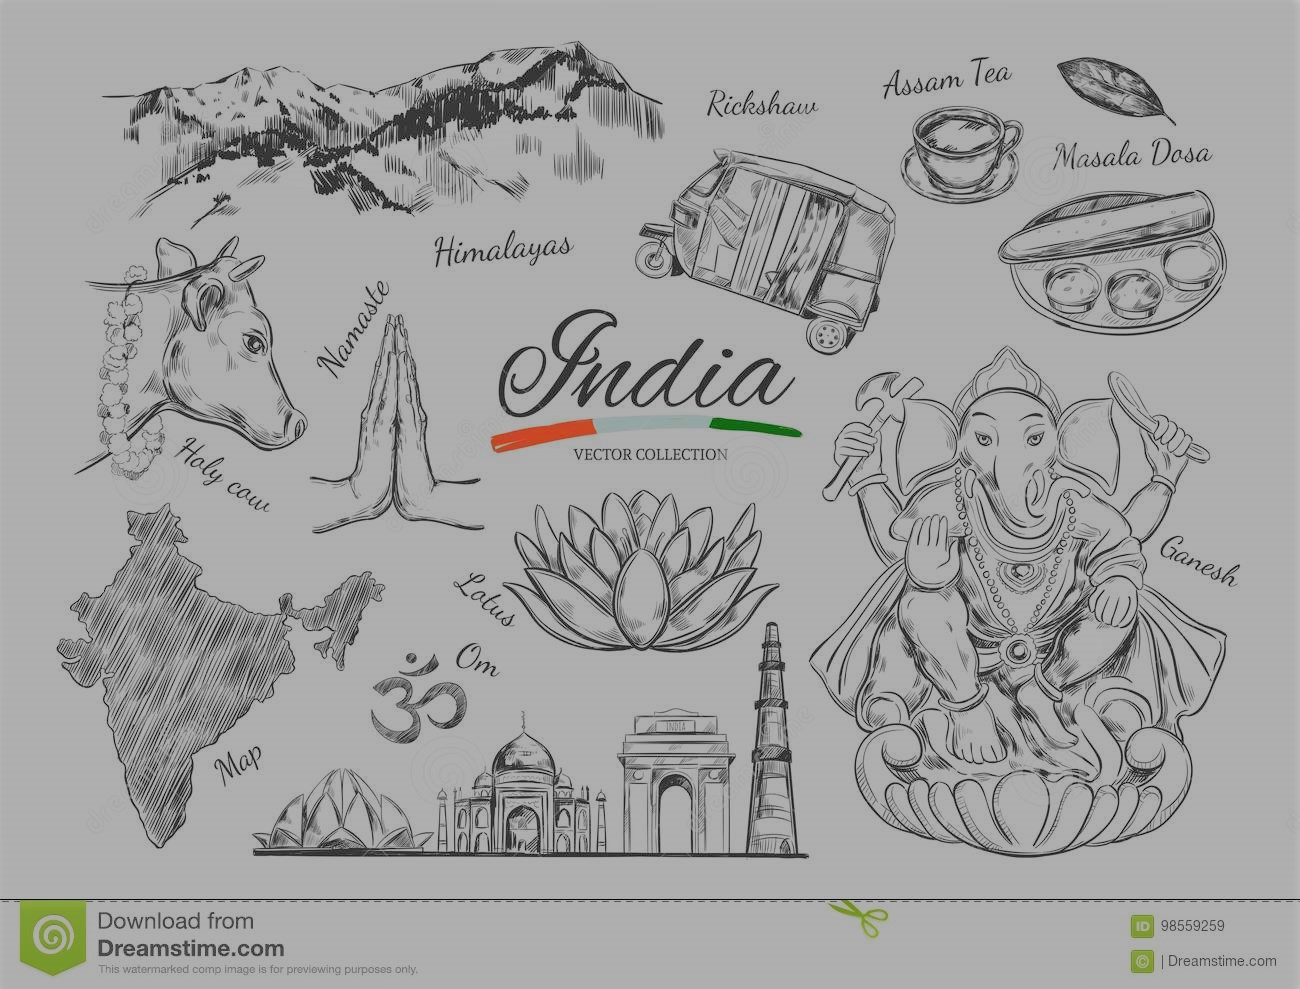 Rickshaw
Assam Tea
Masala Dosa
Himalayas
Namaste
India
VECTOR COLLECTION
Holy cow
Ganesh
Lotus
Om
Map
INDIA
Download from
Dreamstime.com
This watermarked comp image is for previewing purposes only.
ID 98559259
© | Dreamstime.com